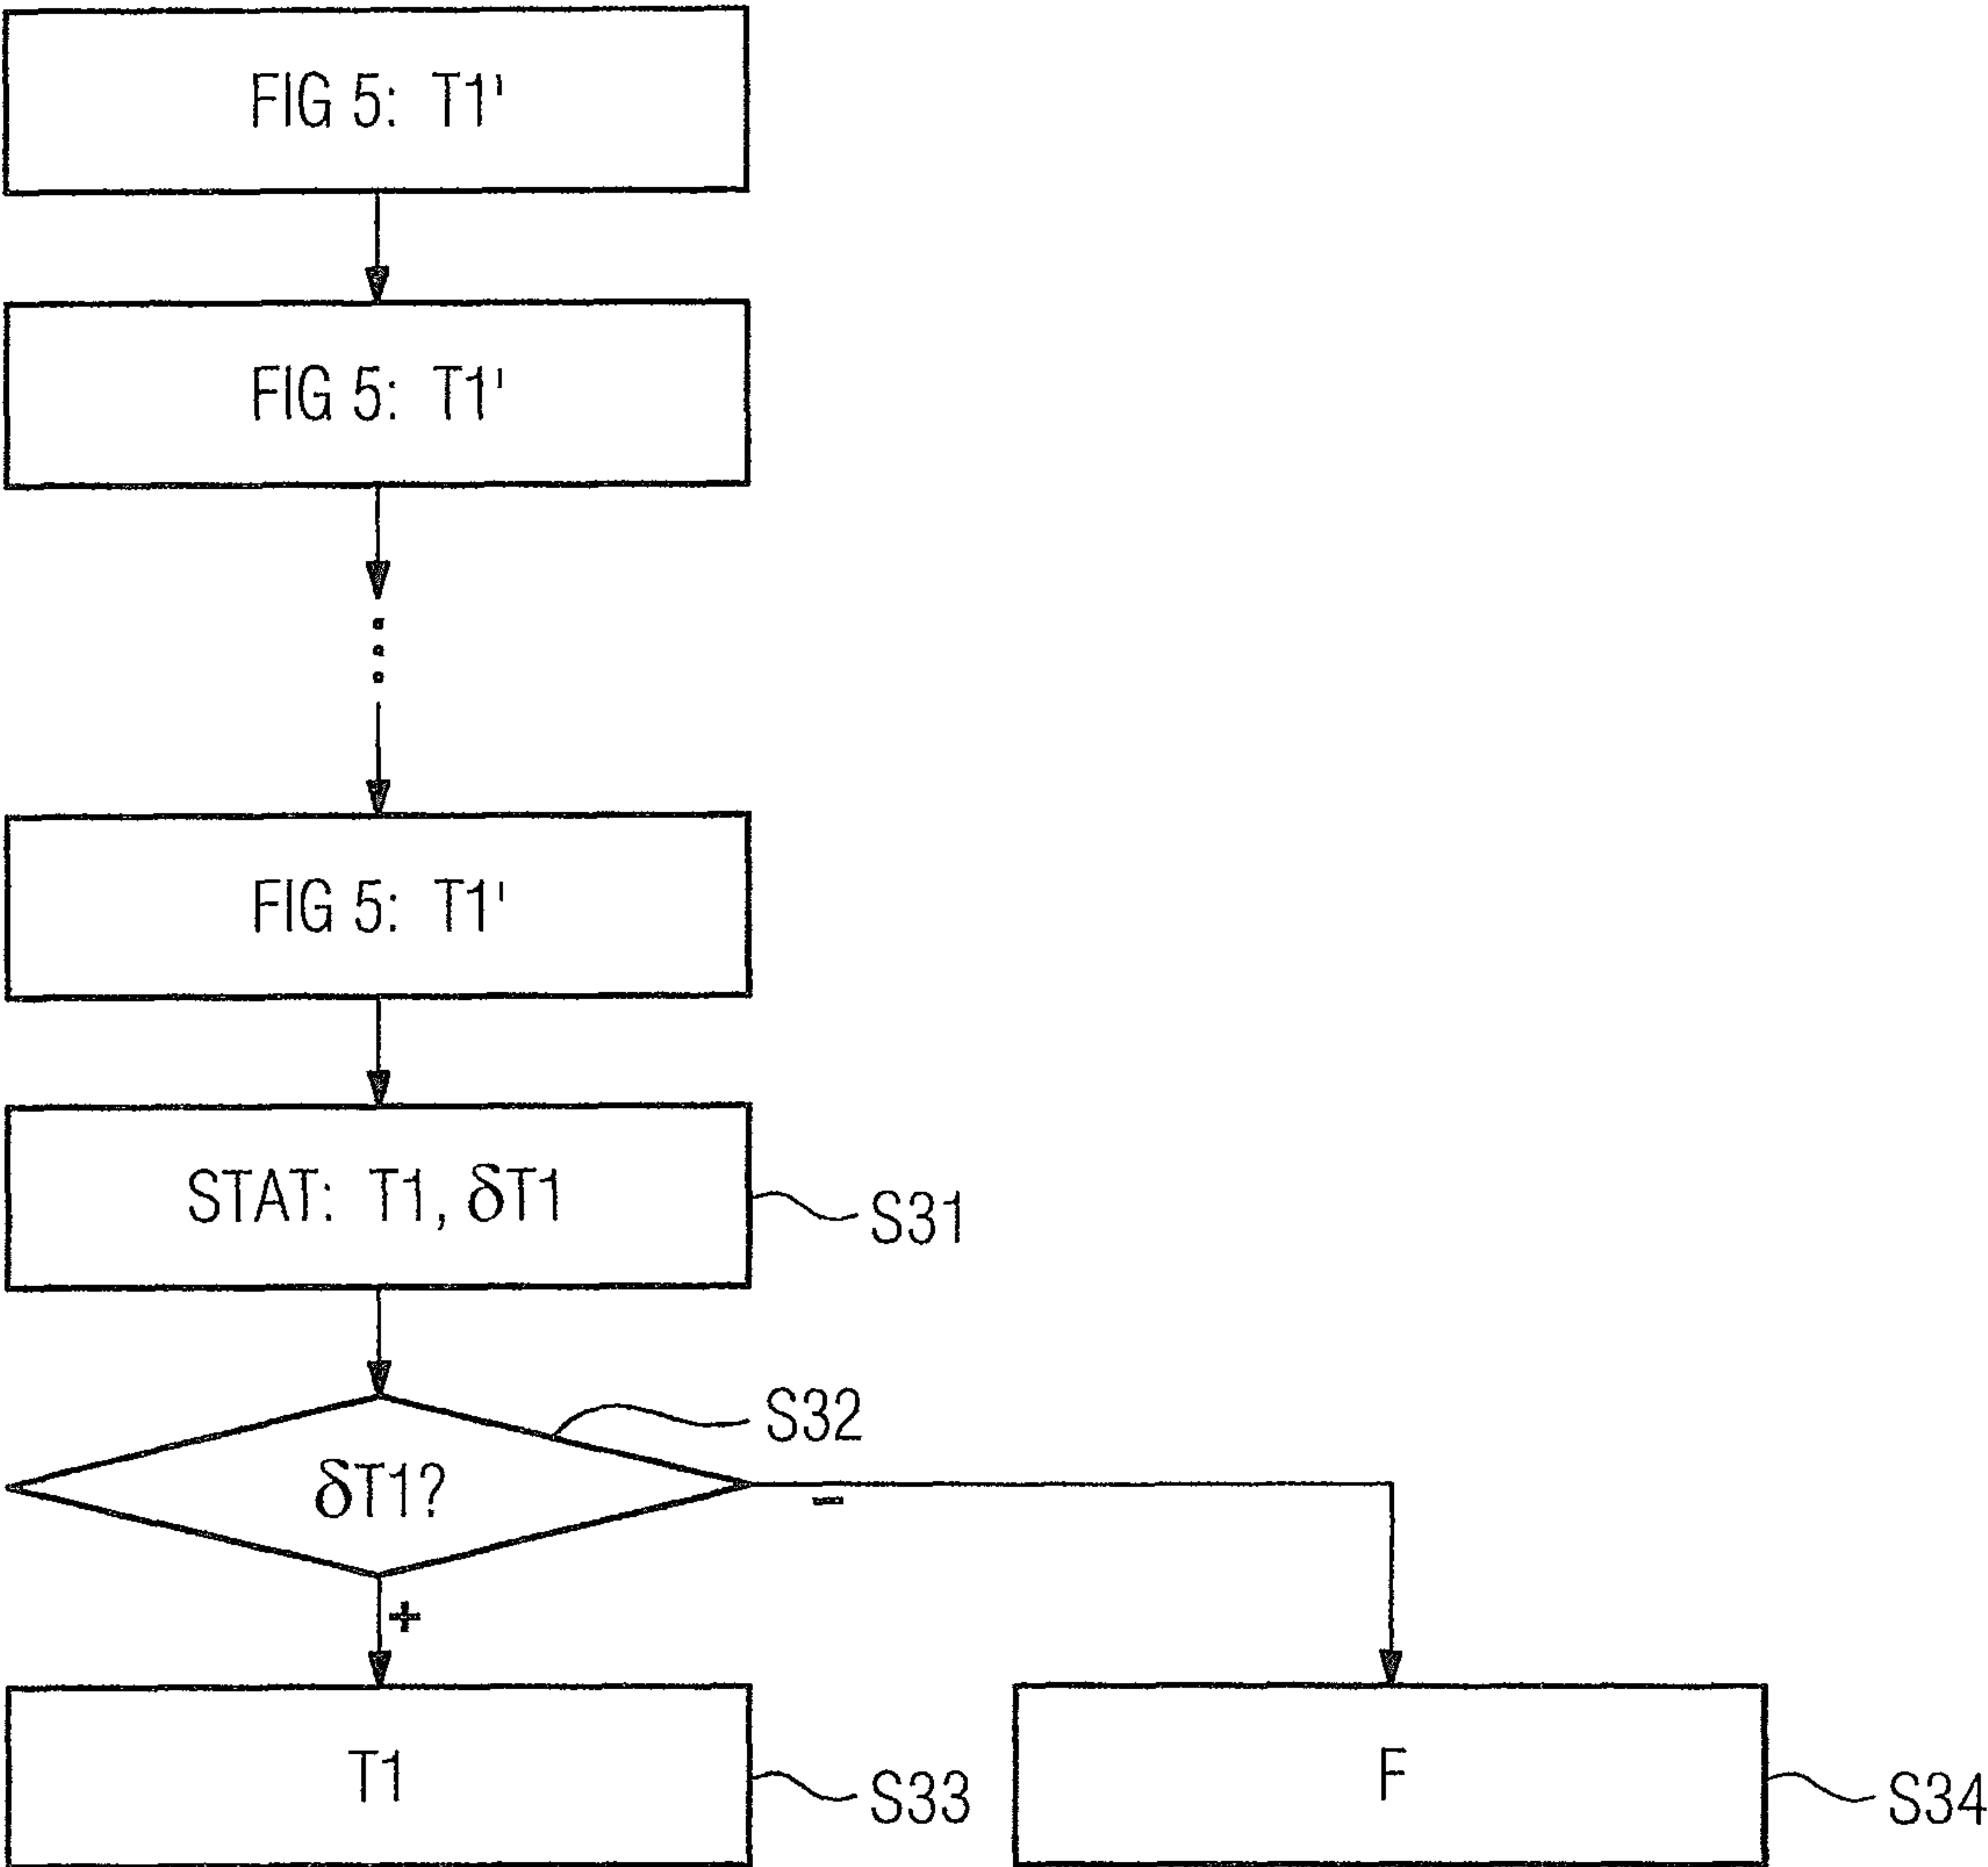 FIG 5: T1'
FIG 5: T1'
FIG 5: T1'
STAT: T1, δT1
S31
S32
δT1?
−
+
T1
S33
F
S34